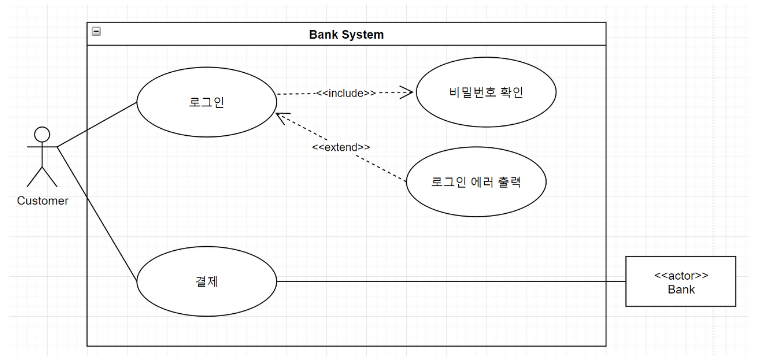 Bank System
로그인
<<include>>
비밀번호 확인
<<extend>>
로그인 에러 출력
Customer
결제
<<actor>>
Bank